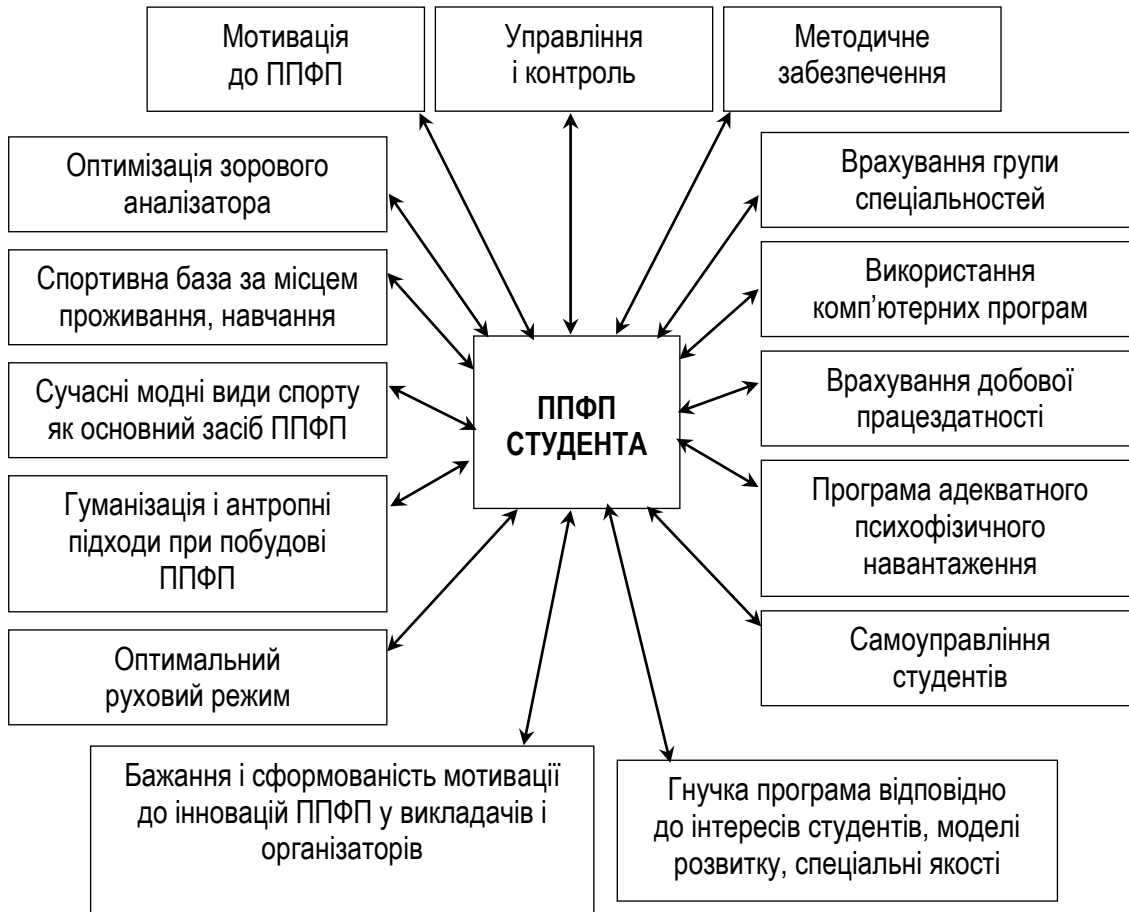 Мотивація
до ППФП
Управління
і контроль
Методичне
забезпечення
Оптимізація зорового
аналізатора
Врахування групи
спеціальностей
Спортивна база за місцем
проживання, навчання
Використання
комп’ютерних програм
Сучасні модні види спорту
як основний засіб ППФП
ППФП
СТУДЕНТА
Врахування добової
працездатності
Гуманізація і антропні
підходи при побудові
ППФП
Програма адекватного
психофізичного
навантаження
Оптимальний
руховий режим
Самоуправління
студентів
Бажання і сформованість мотивації
до інновацій ППФП у викладачів і
організаторів
Гнучка програма відповідно
до інтересів студентів, моделі
розвитку, спеціальні якості